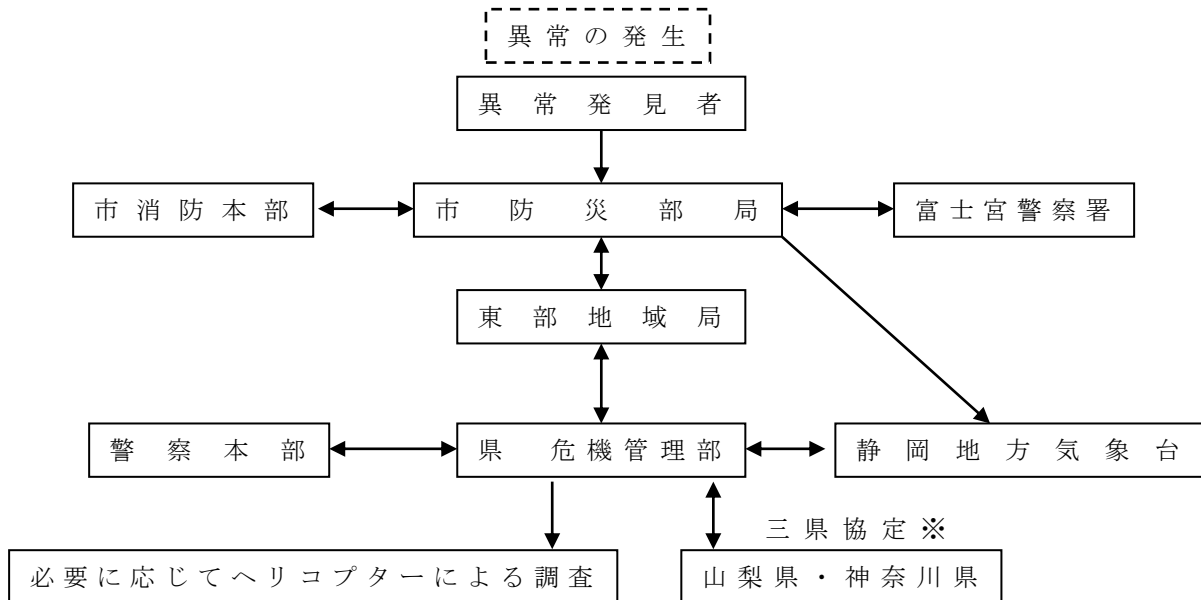 異常の発生
異常発見者
市消防本部
市防災部局
富士宮警察署
東部地域局
警察本部
県 危機管理部
静岡地方気象台
三県協定※
必要に応じてヘリコプターによる調査
山梨県・神奈川県